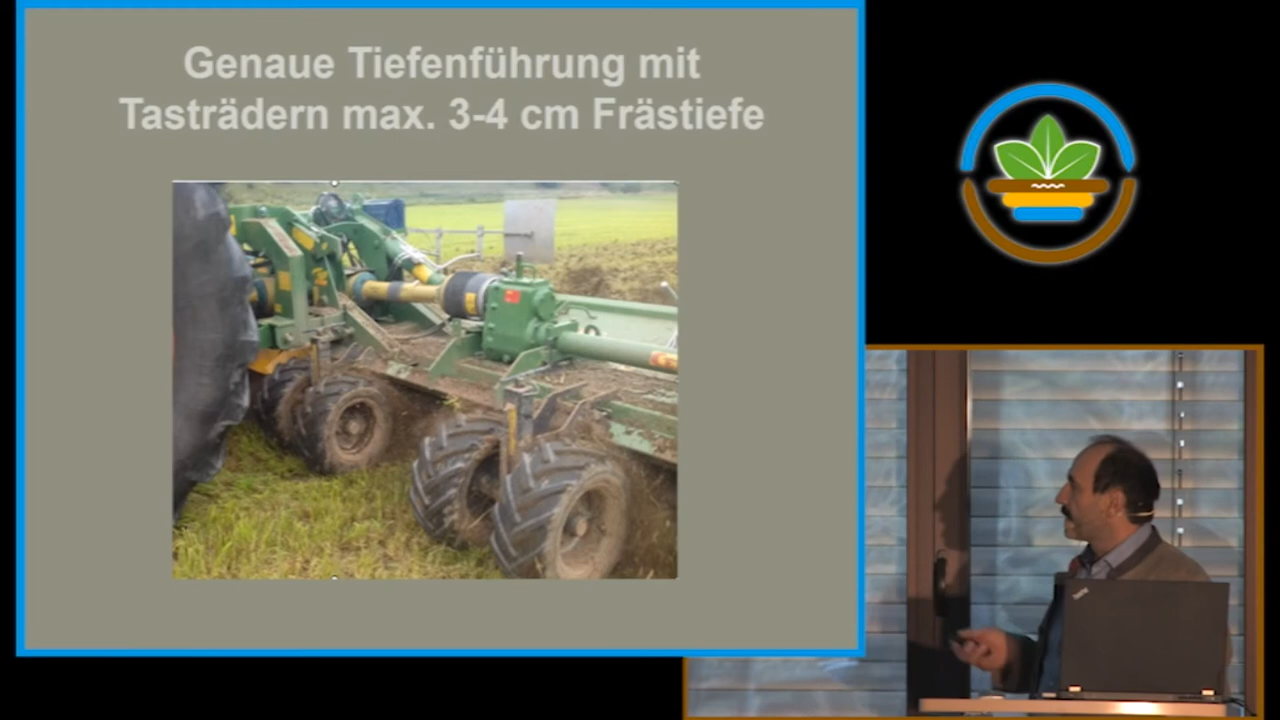 Genaue Tiefenführung mit
Tasträdern max. 3-4 cm Frästiefe